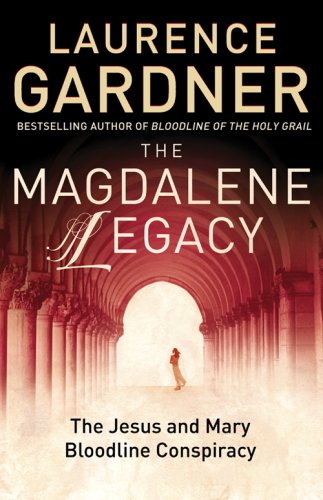 LAURENCE
GARDNER
BESTSELLING AUTHOR OF BLOODLINE OF THE HOLY GRAIL
THE
MAGDALENE
LEGACY
The Jesus and Mary
Bloodline Conspiracy